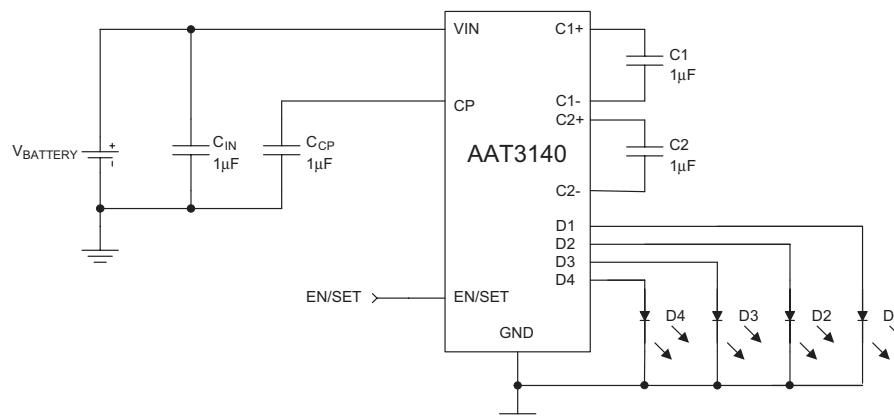 VIN
C1+
C1
1μF
CP
C1-
C2+
VBATTERY
+
CIN
1μF
CCP
1μF
AAT3140
C2
1μF
C2-
D1
D2
D3
D4
EN/SET
EN/SET
GND
D4
D3
D2
D